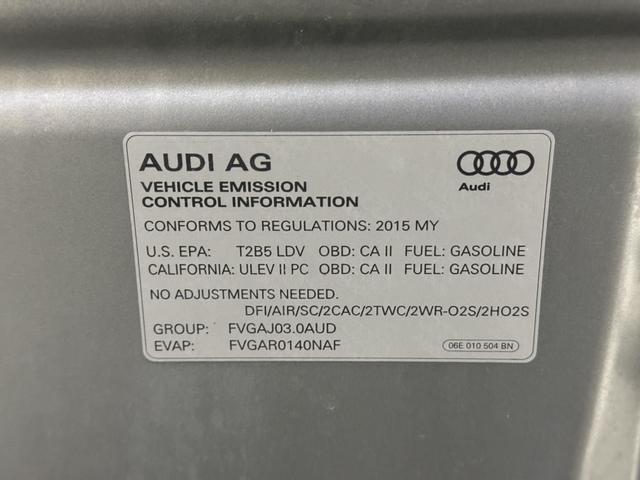 AUDI AG
Audi
VEHICLE EMISSION
CONTROL INFORMATION
CONFORMS TO REGULATIONS: 2015 MY
U.S. EPA: T2B5 LDV OBD: CA II FUEL: GASOLINE
CALIFORNIA: ULEV II PC OBD: CA II FUEL: GASOLINE
NO ADJUSTMENTS NEEDED.
DFI/AIR/SC/2CAC/2TWC/2WR-O2S/2HO2S
GROUP: FVGAJ03.0AUD
EVAP: FVGAR0140NAF
06E 010 504 BN